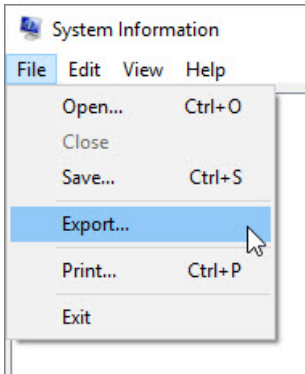 System Information
File Edit View Help
Open... Ctrl+O
Close
Save... Ctrl+S
Export...
Print... Ctrl+P
Exit